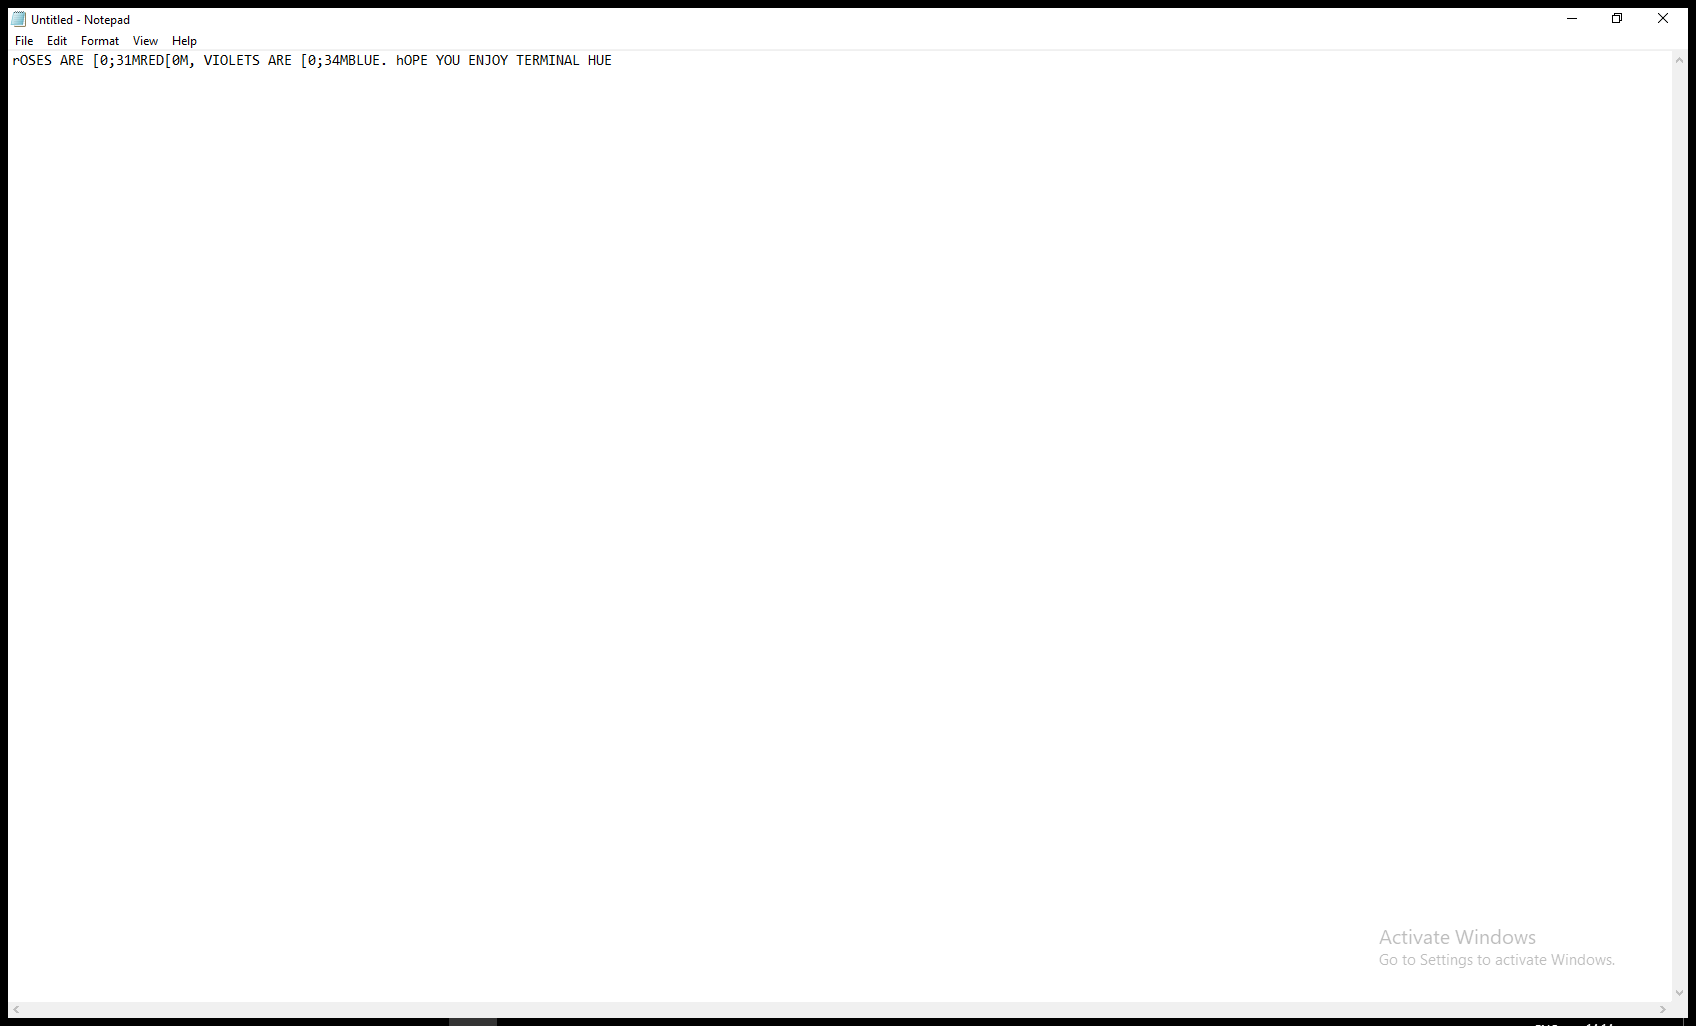 Untitled - Notepad
File Edit Format View Help
rOSES ARE [0;31MRED[0M, VIOLETS ARE [0;34MBLUE. hOPE YOU ENJOY TERMINAL HUE
Activate Windows
Go to Settings to activate Windows.